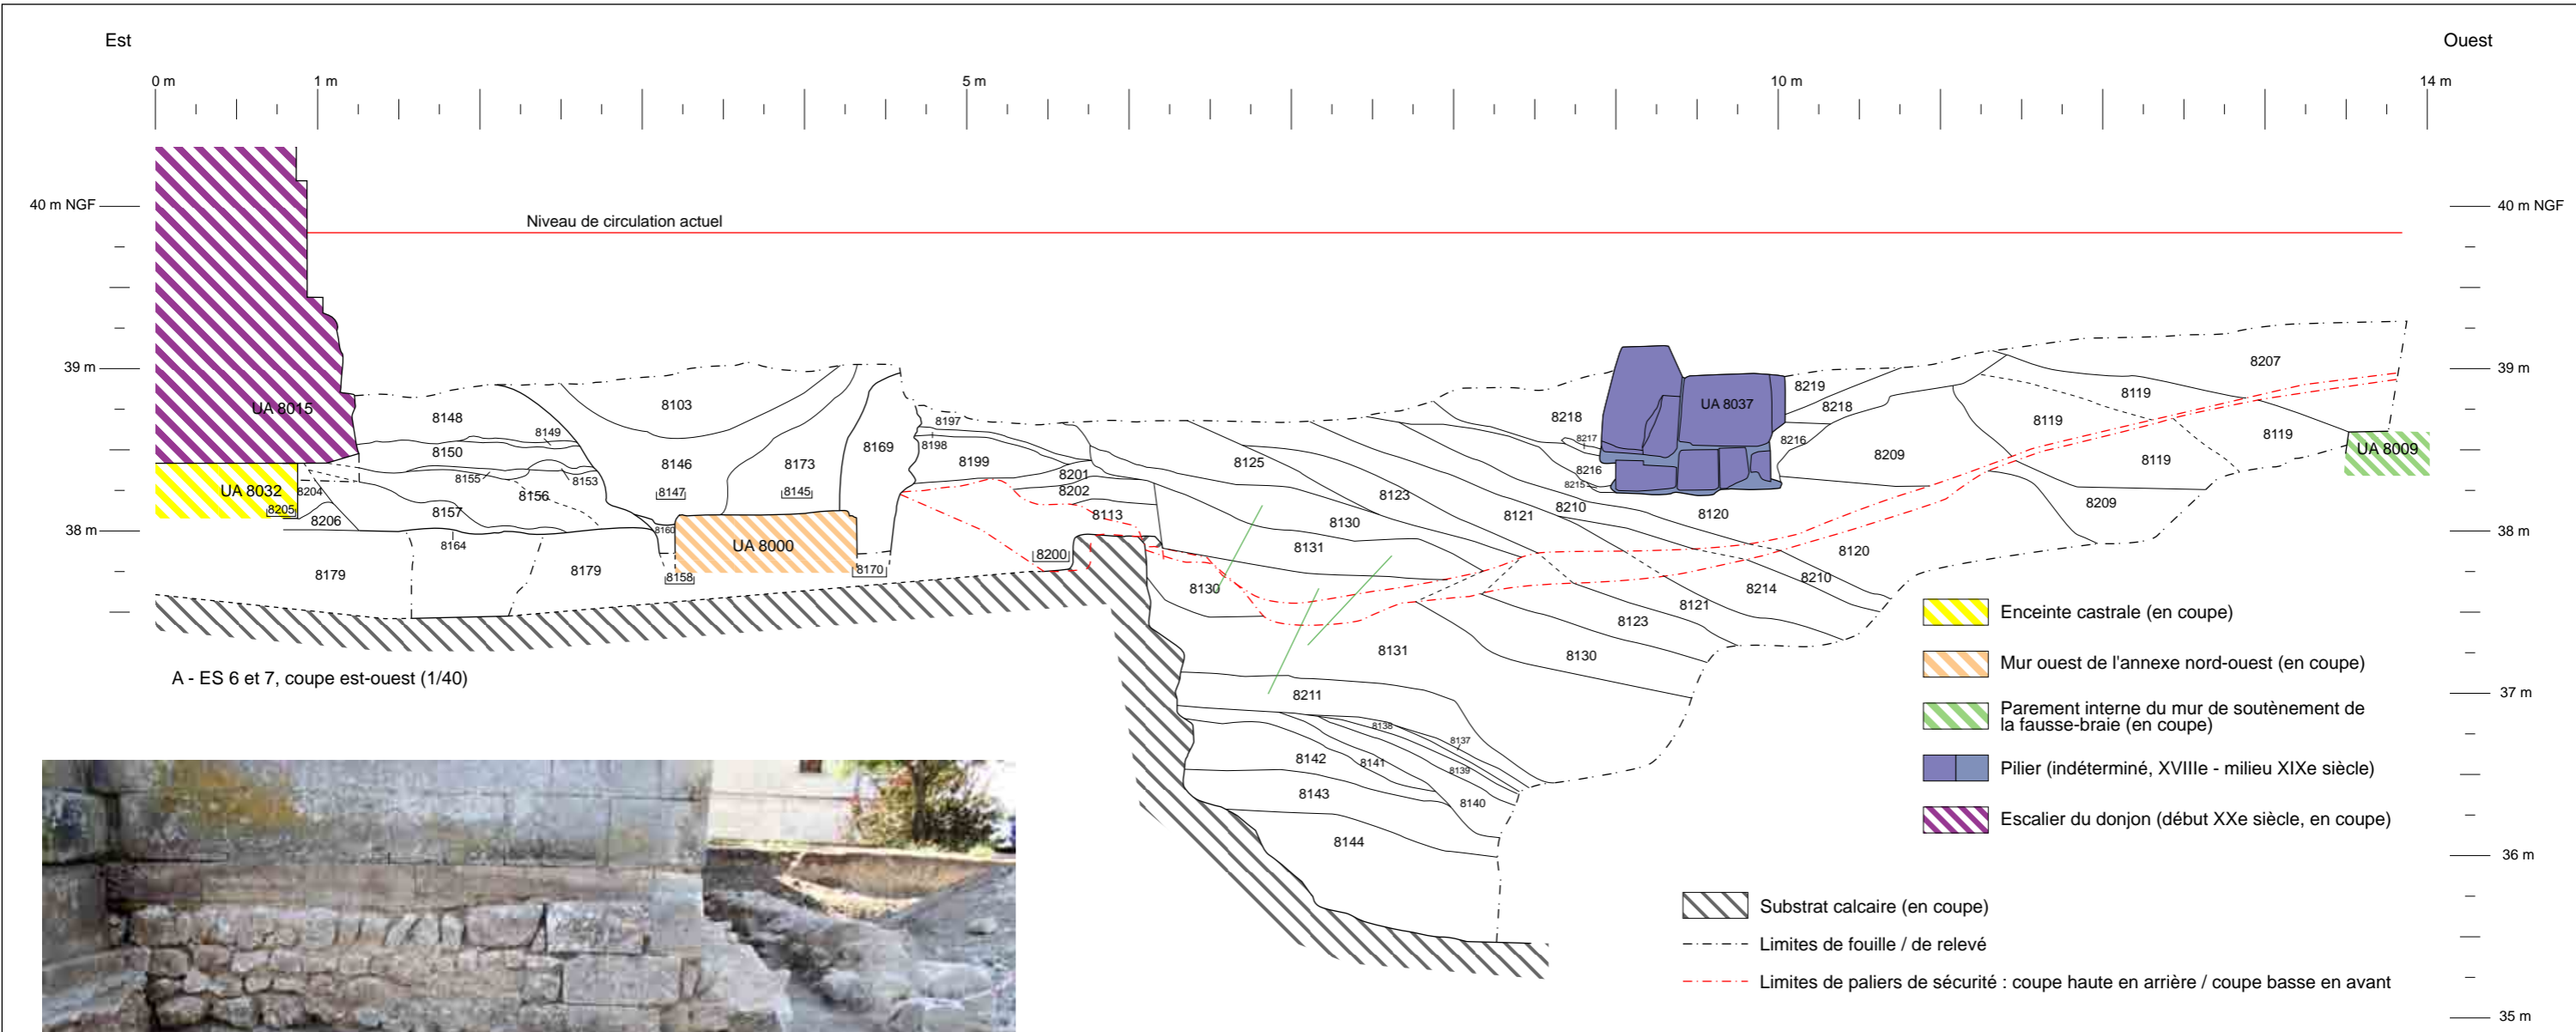 Est
Ouest
0 m
1 m
5 m
10 m
14 m
40 m NGF
40 m NGF
Niveau de circulation actuel
39 m
39 m
38 m
38 m
37 m
36 m
35 m
UA 8015
UA 8032
UA 8000
UA 8037
UA 8009
8148
8149
8150
8155
8153
8156
8157
8204
8205
8206
8164
8179
8179
8103
8146
8147
8173
8145
8169
8160
8158
8170
8197
8198
8199
8201
8202
8113
8200
8125
8123
8130
8131
8130
8121
8210
8120
8218
8217
8216
8215
8219
8218
8216
8209
8119
8207
8119
8119
8119
8209
8120
8210
8214
8121
8123
8130
8131
8211
8138
8137
8139
8142
8141
8140
8143
8144
A - ES 6 et 7, coupe est-ouest (1/40)
Enceinte castrale (en coupe)
Mur ouest de l'annexe nord-ouest (en coupe)
Parement interne du mur de soutènement de
la fausse-braie (en coupe)
Pilier (indéterminé, XVIIIe - milieu XIXe siècle)
Escalier du donjon (début XXe siècle, en coupe)
Substrat calcaire (en coupe)
Limites de fouille / de relevé
Limites de paliers de sécurité : coupe haute en arrière / coupe basse en avant